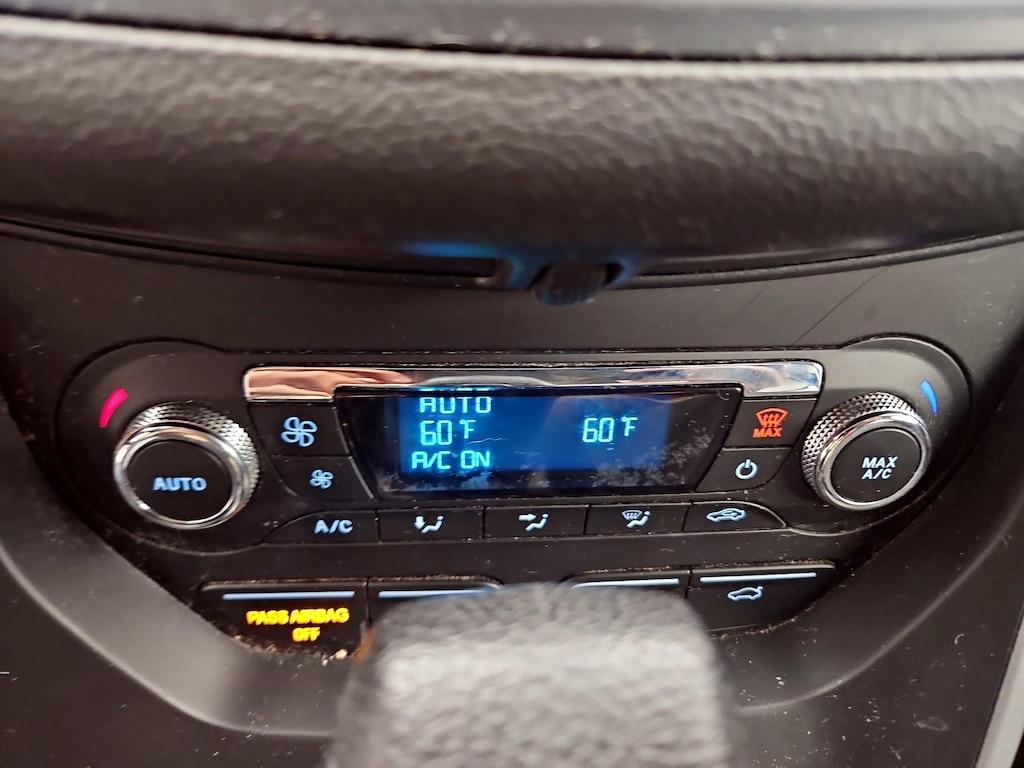 AUTO
60°F 60°F
A/C ON
MAX
AUTO
MAX
A/C
A/C
PASS AIRBAG
OFF